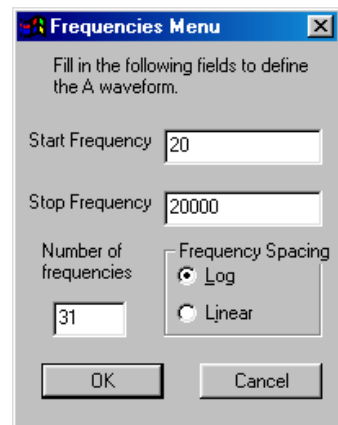 Frequencies Menu
Fill in the following fields to define
the A waveform.
Start Frequency 20
Stop Frequency 20000
Number of
frequencies
31
Frequency Spacing
Log
Linear
OK Cancel